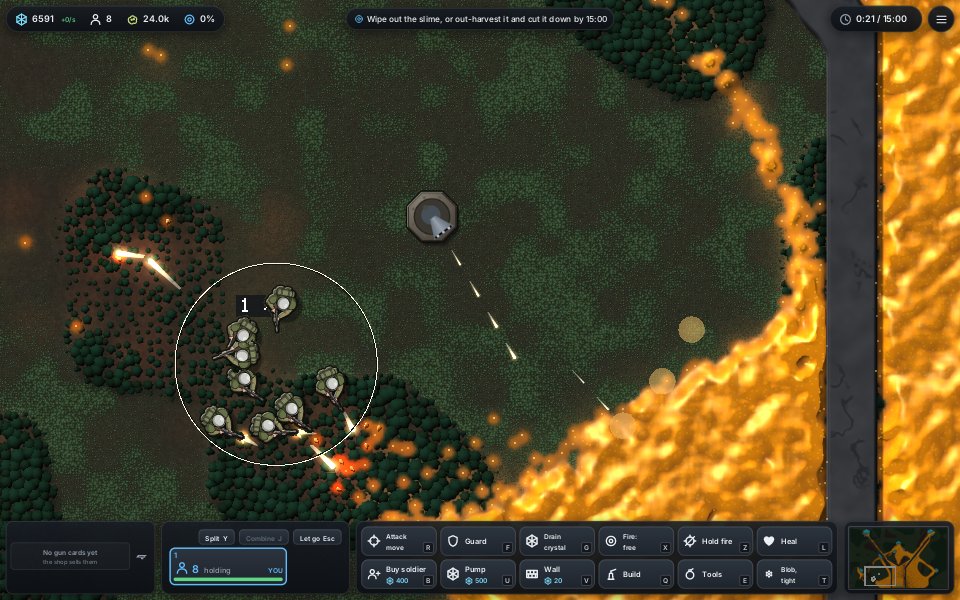 6591 +0/s 8 24.0k 0%
Wipe out the slime, or out-harvest it and cut it down by 15:00
0:21 / 15:00
1
No gun cards yet
the shop sells them
Split Y
Combine J
Let go Esc
1
8 holding YOU
Attack move R
Guard F
Drain crystal G
Fire: free X
Hold fire Z
Heal L
Buy soldier 400 B
Pump 500 U
Wall 20 V
Build Q
Tools E
Blob, tight T